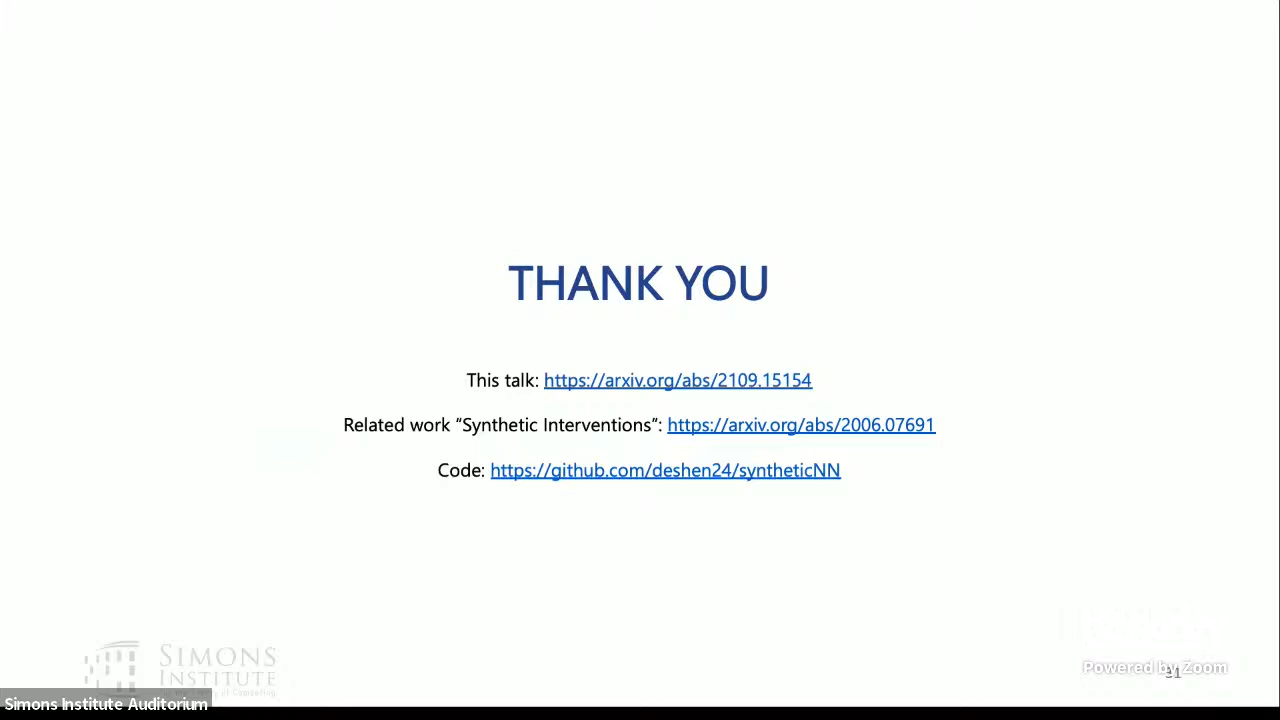 THANK YOU
This talk: https://arxiv.org/abs/2109.15154
Related work “Synthetic Interventions”: https://arxiv.org/abs/2006.07691
Code: https://github.com/deshen24/syntheticNN
SIMONS
INSTITUTE
Powered by Zoom
Simons Institute Auditorium